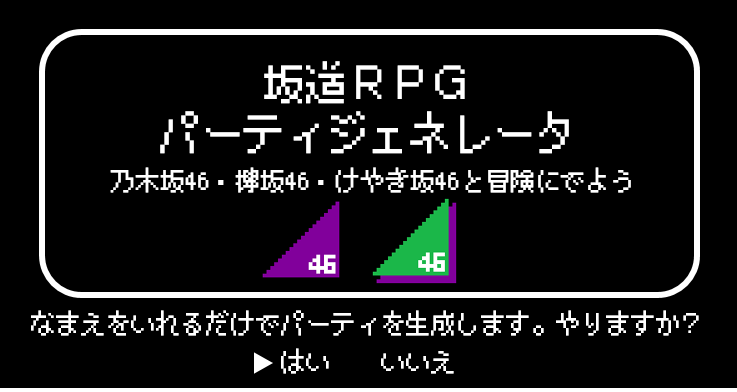 坂道ＲＰＧ
パーティジェネレータ
乃木坂46・欅坂46・けやき坂46と冒険にでよう
46 46
なまえをいれるだけでパーティを生成します。やりますか?
▶はい いいえ